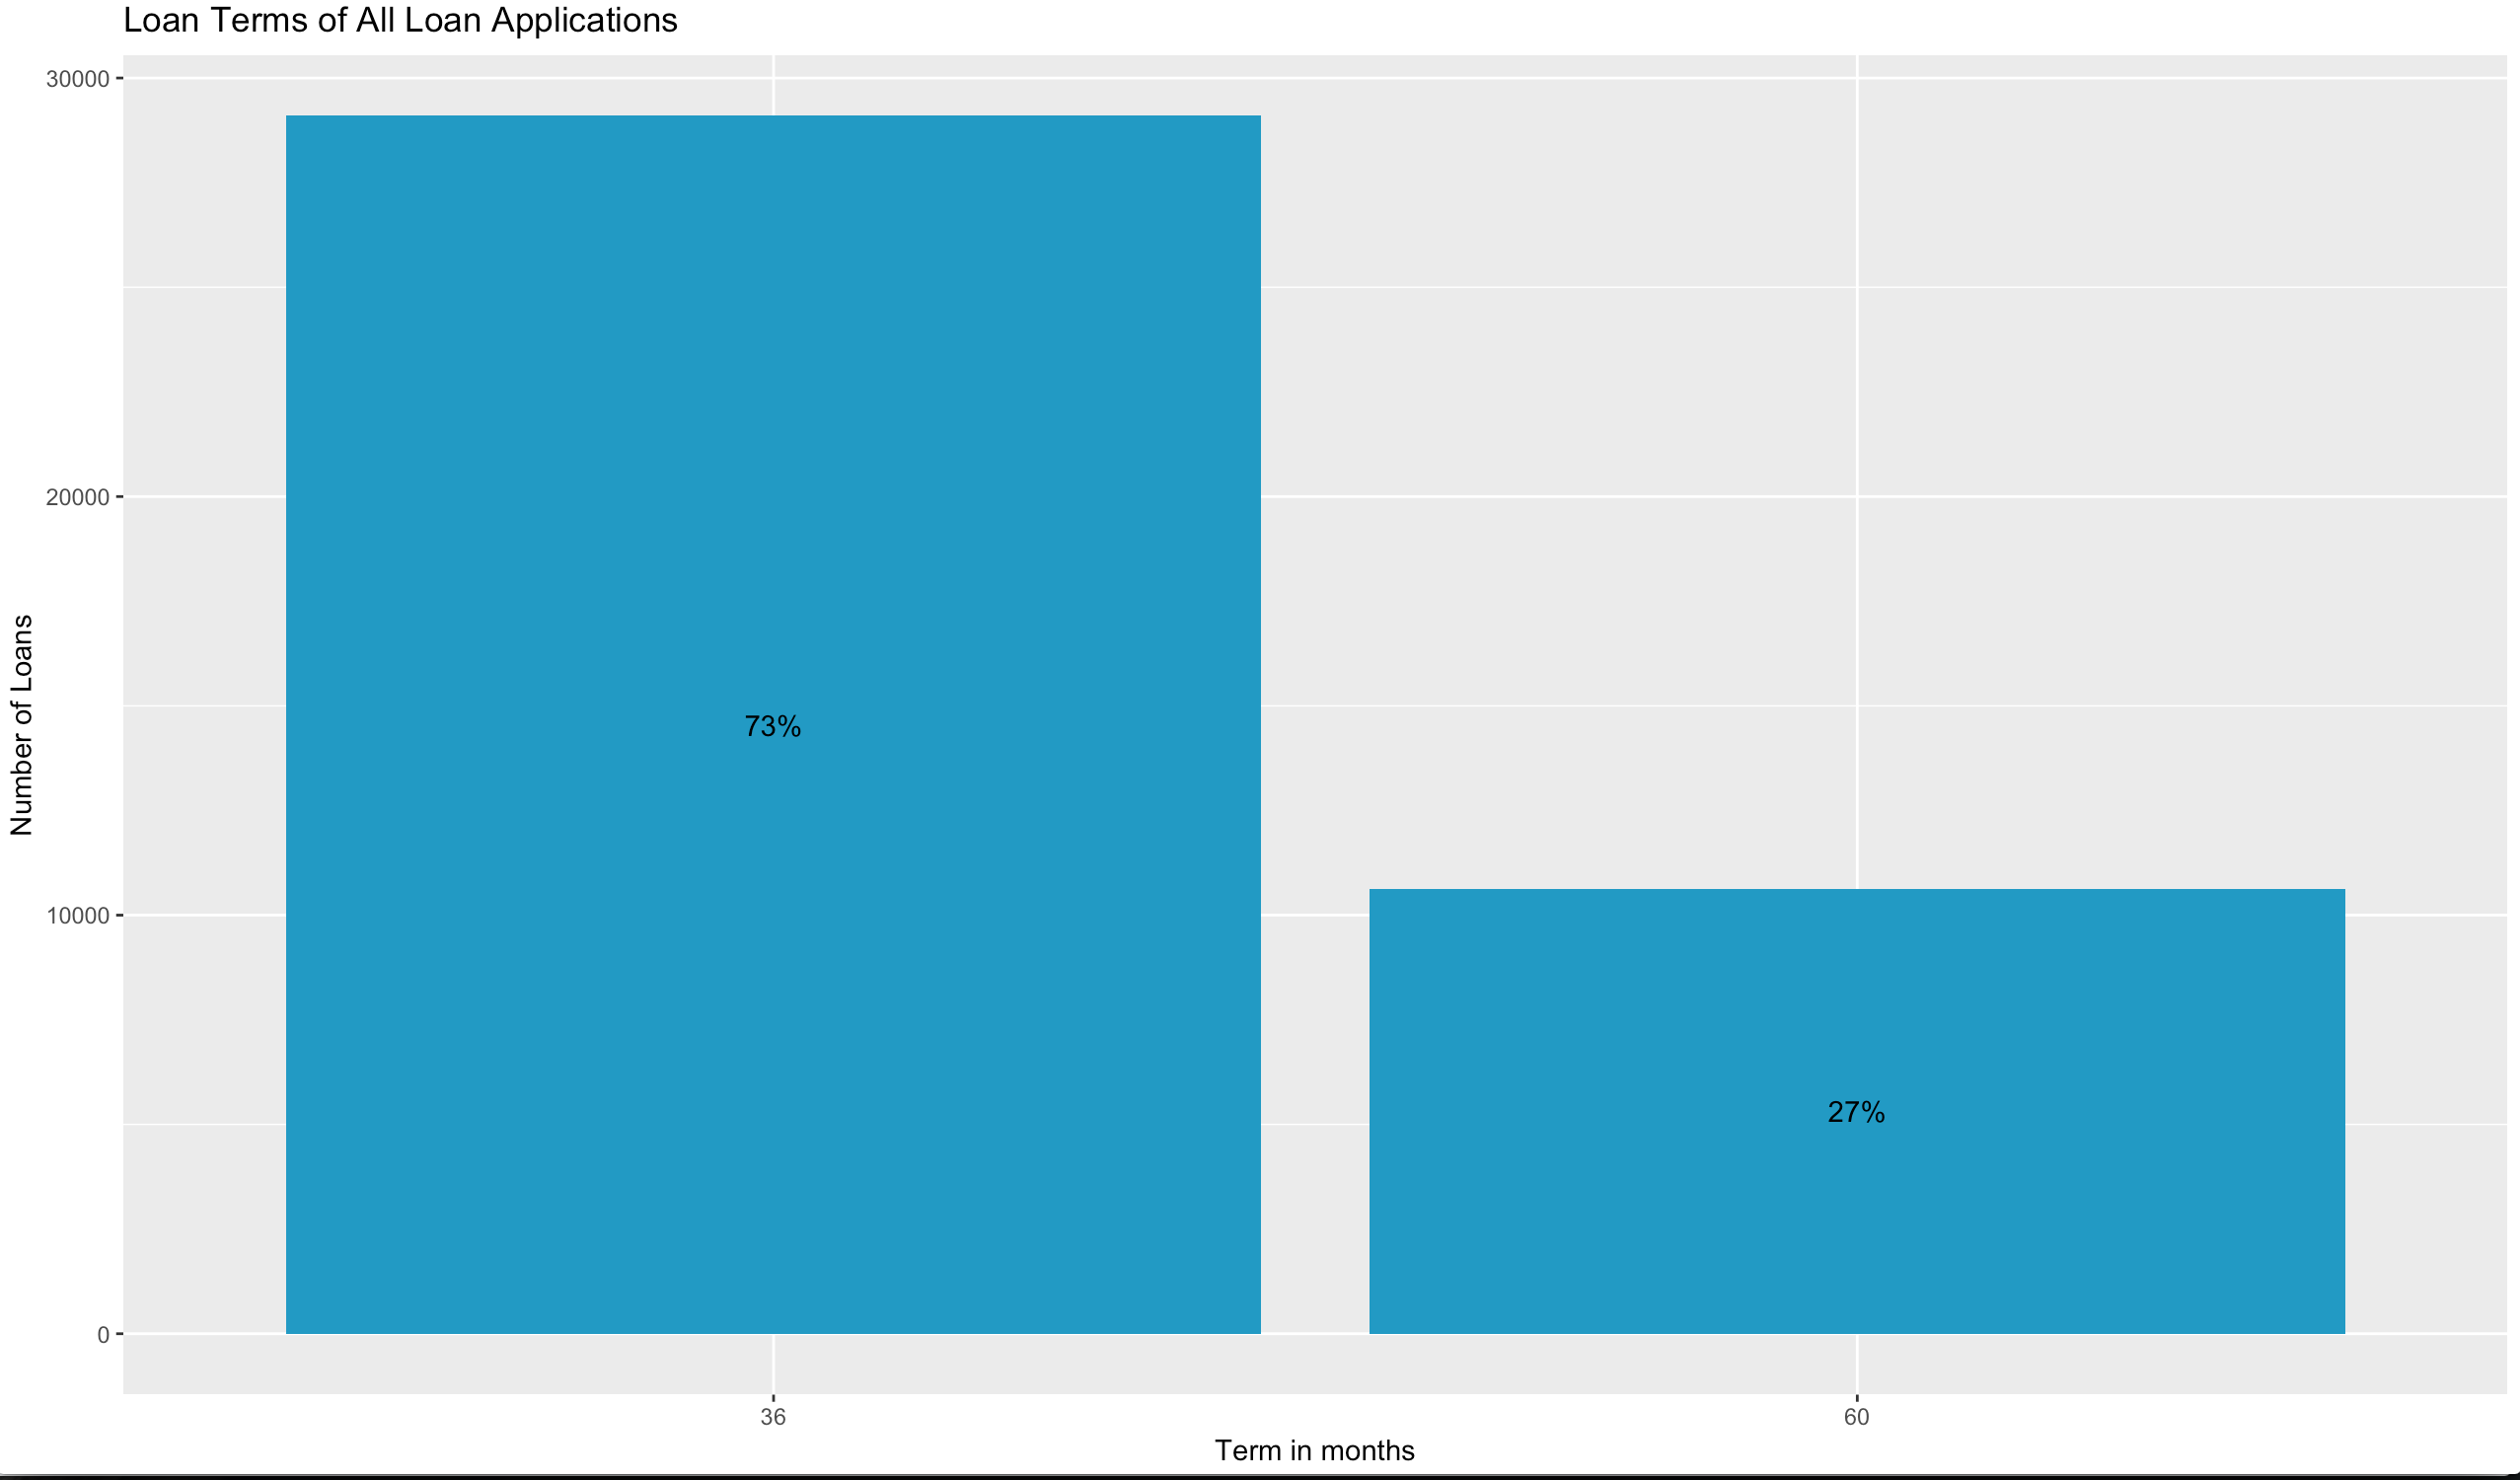 Loan Terms of All Loan Applications
30000
20000
10000
0
Number of Loans
73%
27%
36
60
Term in months